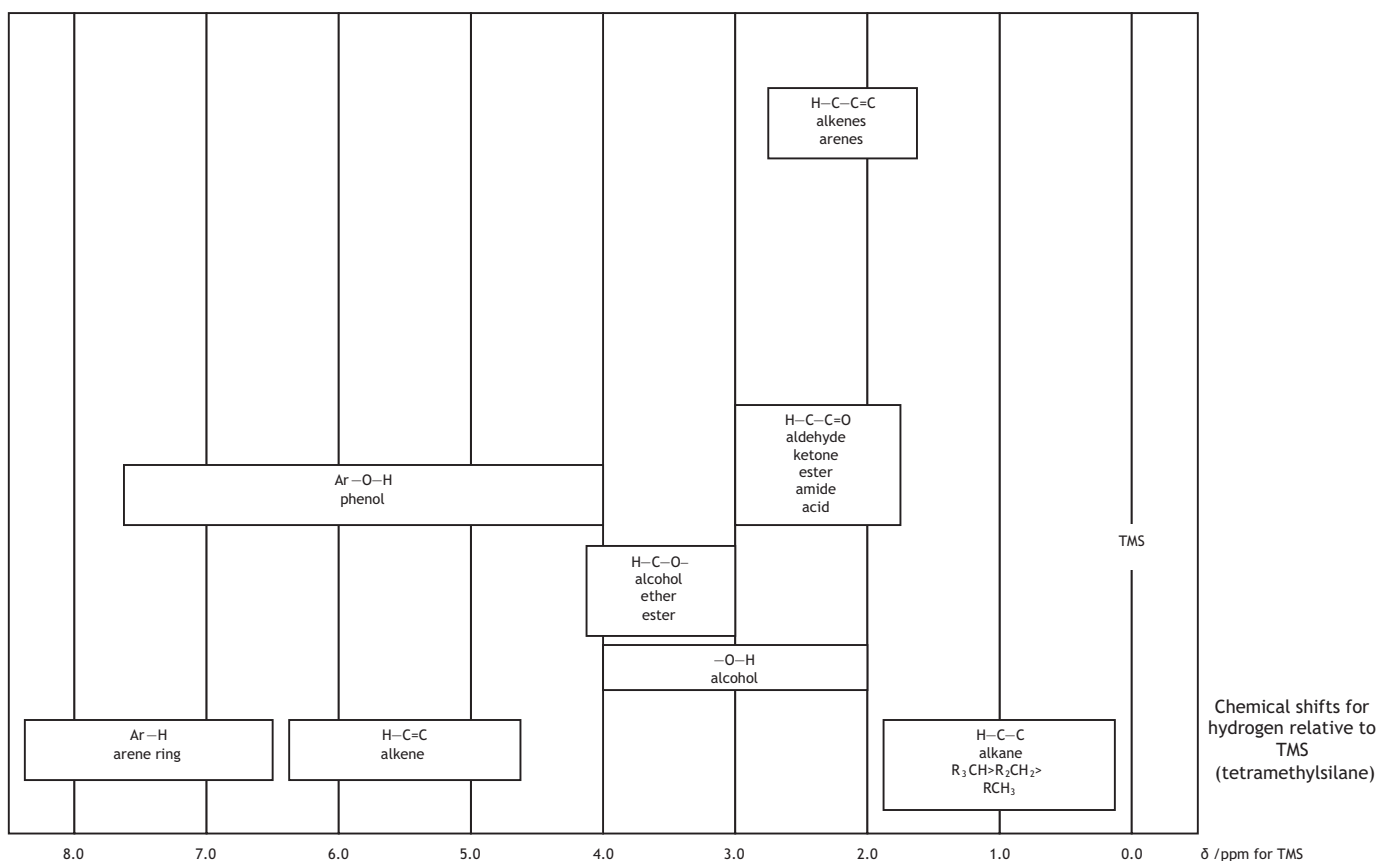 H—C—C=C
alkenes
arenes
H—C—C=O
aldehyde
ketone
ester
amide
acid
Ar—O—H
phenol
TMS
H—C—O—
alcohol
ether
ester
—O—H
alcohol
Ar—H
arene ring
H—C=C
alkene
H—C—C
alkane
R₃CH>R₂CH₂>
RCH₃
Chemical shifts for
hydrogen relative to
TMS
(tetramethylsilane)
8.0 7.0 6.0 5.0 4.0 3.0 2.0 1.0 0.0 δ /ppm for TMS